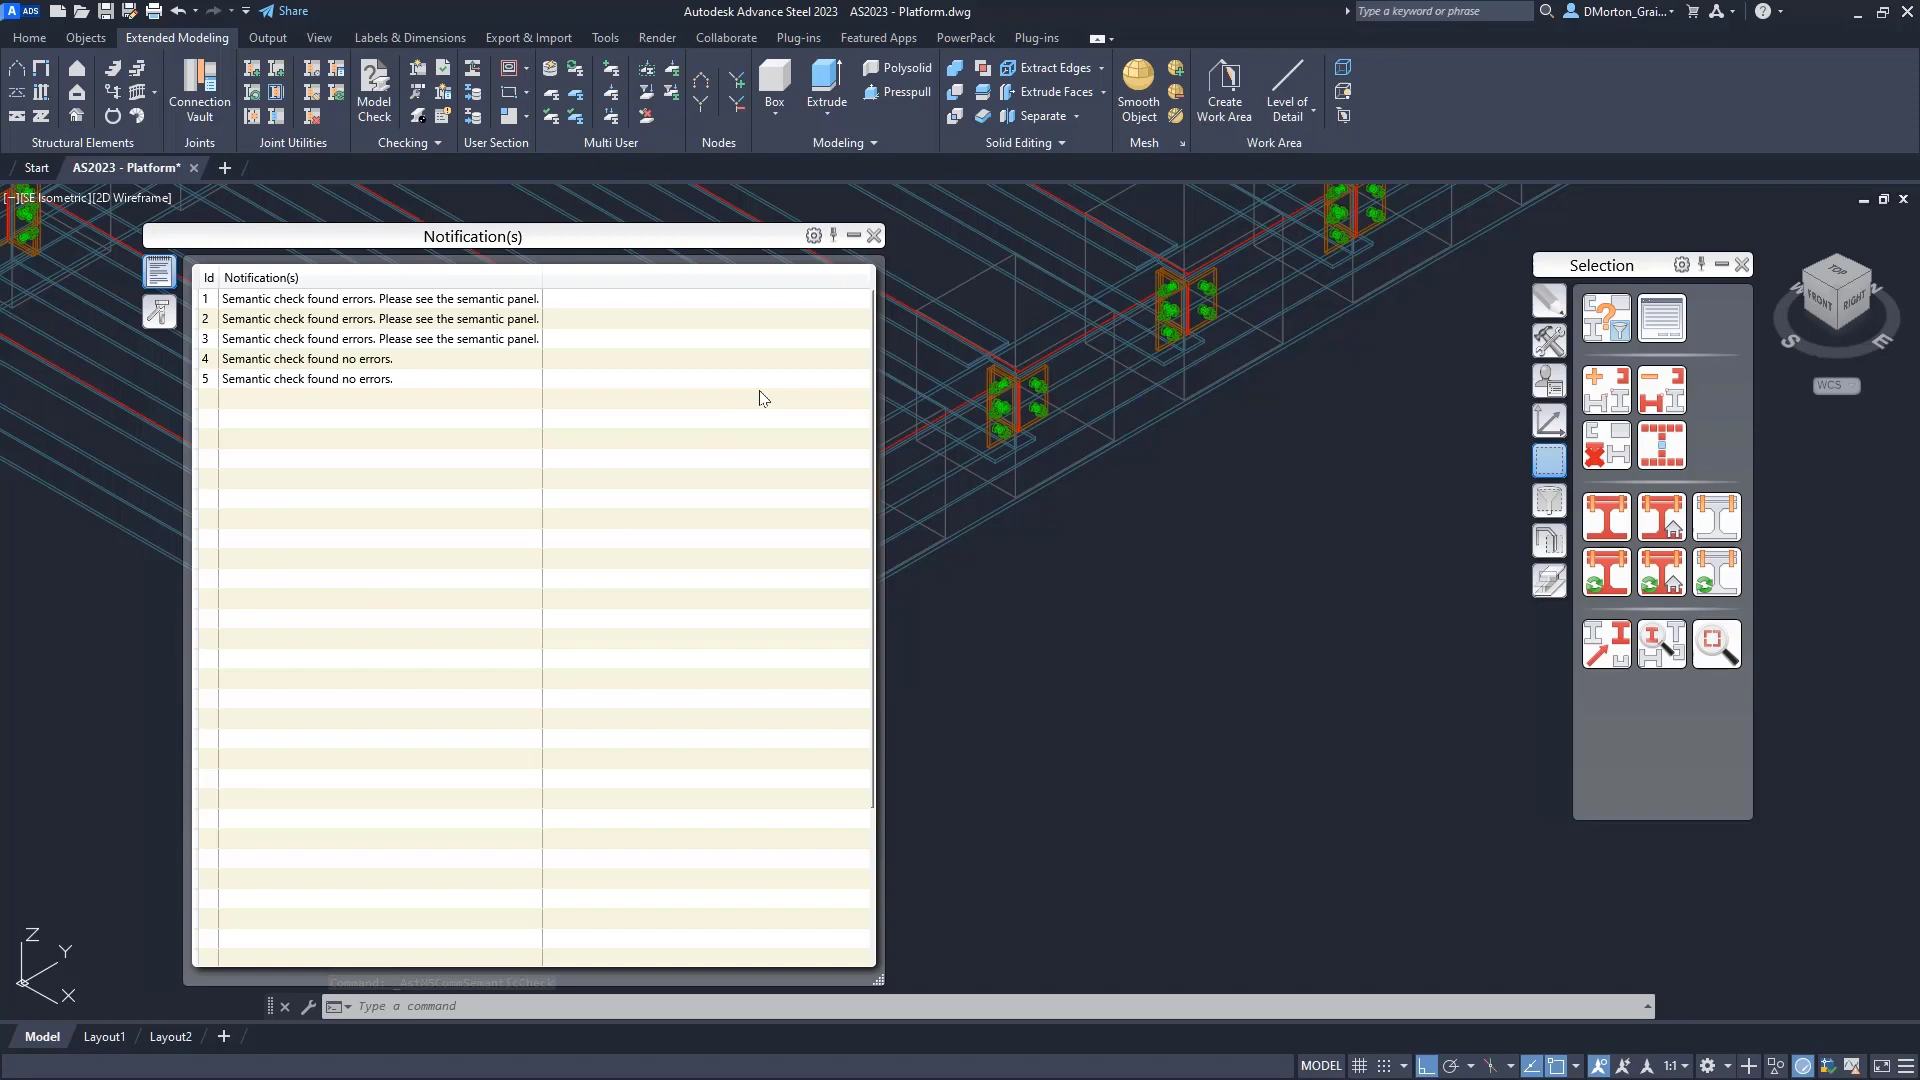 A ADS
Share
Autodesk Advance Steel 2023 AS2023 - Platform.dwg
Type a keyword or phrase
DMorton_Grai...
Home Objects Extended Modeling Output View Labels & Dimensions Export & Import Tools Render Collaborate Plug-ins Featured Apps PowerPack Plug-ins
Connection
Vault
Model
Check
Box
Extrude
Polysolid
Presspull
Extract Edges
Extrude Faces
Separate
Smooth
Object
Create
Work Area
Level of
Detail
Structural Elements Joints Joint Utilities Checking User Section Multi User Nodes Modeling Solid Editing Mesh Work Area
Start AS2023 - Platform*
[−][SE Isometric][2D Wireframe]
Notification(s)
Id Notification(s)
1 Semantic check found errors. Please see the semantic panel.
2 Semantic check found errors. Please see the semantic panel.
3 Semantic check found errors. Please see the semantic panel.
4 Semantic check found no errors.
5 Semantic check found no errors.
Selection
TOP
FRONT
RIGHT
S
E
WCS
Z
Y
X
Command: _AstM5CommSemanticCheck
Type a command
Model Layout1 Layout2
MODEL
1:1